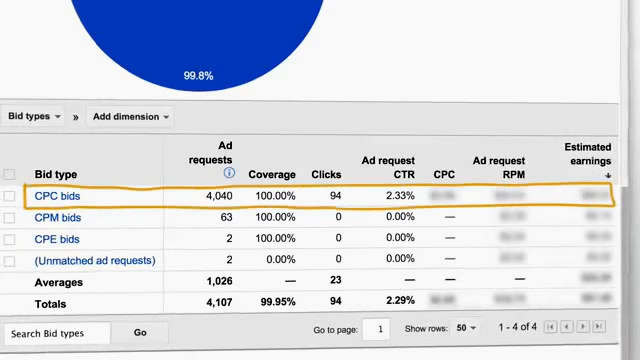 99.8%
Bid types » Add dimension
Bid type Ad requests Coverage Clicks Ad request CTR CPC Ad request RPM Estimated earnings
CPC bids 4,040 100.00% 94 2.33%
CPM bids 63 100.00% 0 0.00% —
CPE bids 2 100.00% 0 0.00% —
(Unmatched ad requests) 2 0.00% 0 0.00% —
Averages 1,026 — 23 — — —
Totals 4,107 99.95% 94 2.29%
Search Bid types Go Go to page: 1 Show rows: 50 1 - 4 of 4